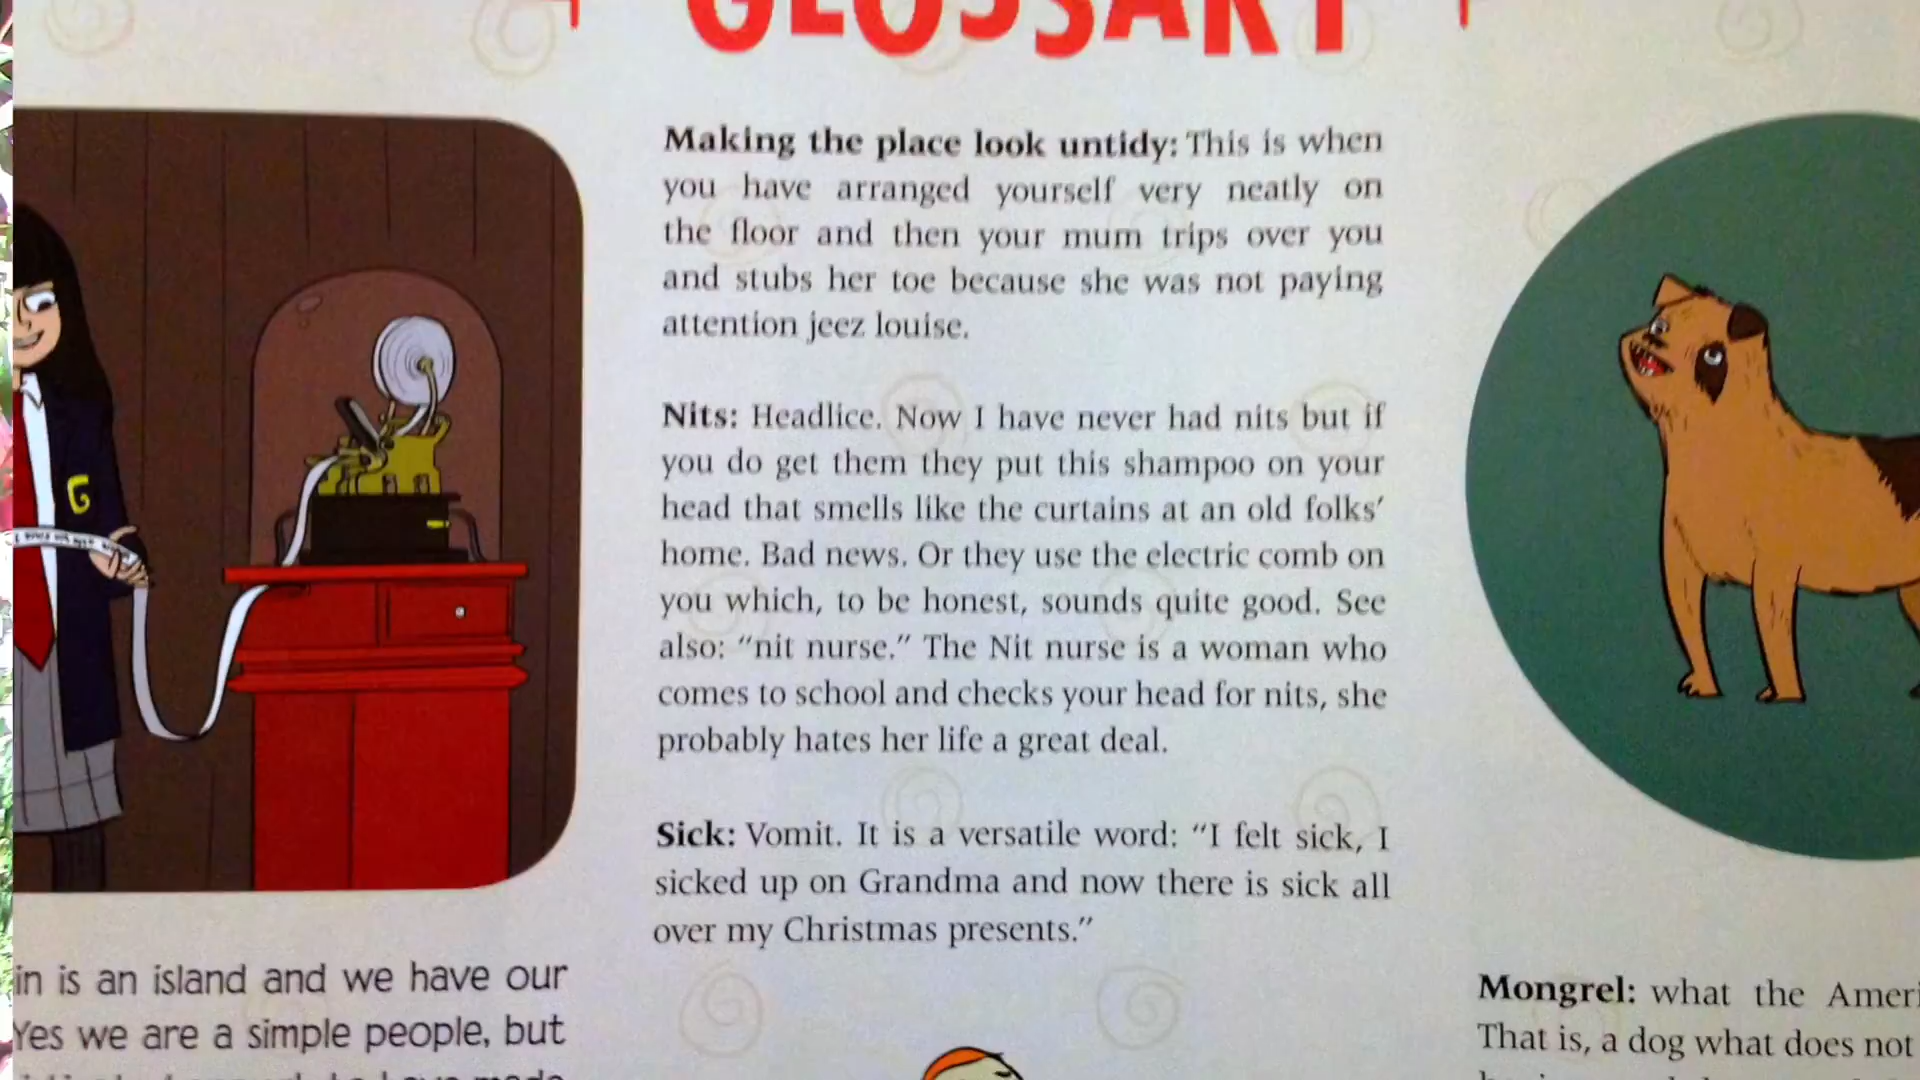 GLOSSARY
Making the place look untidy: This is when
you have arranged yourself very neatly on
the floor and then your mum trips over you
and stubs her toe because she was not paying
attention jeez louise.
Nits: Headlice. Now I have never had nits but if
you do get them they put this shampoo on your
head that smells like the curtains at an old folks’
home. Bad news. Or they use the electric comb on
you which, to be honest, sounds quite good. See
also: “nit nurse.” The Nit nurse is a woman who
comes to school and checks your head for nits, she
probably hates her life a great deal.
Sick: Vomit. It is a versatile word: “I felt sick, I
sicked up on Grandma and now there is sick all
over my Christmas presents.”
G
in is an island and we have our
Yes we are a simple people, but
Mongrel: what the Ameri
That is, a dog what does not